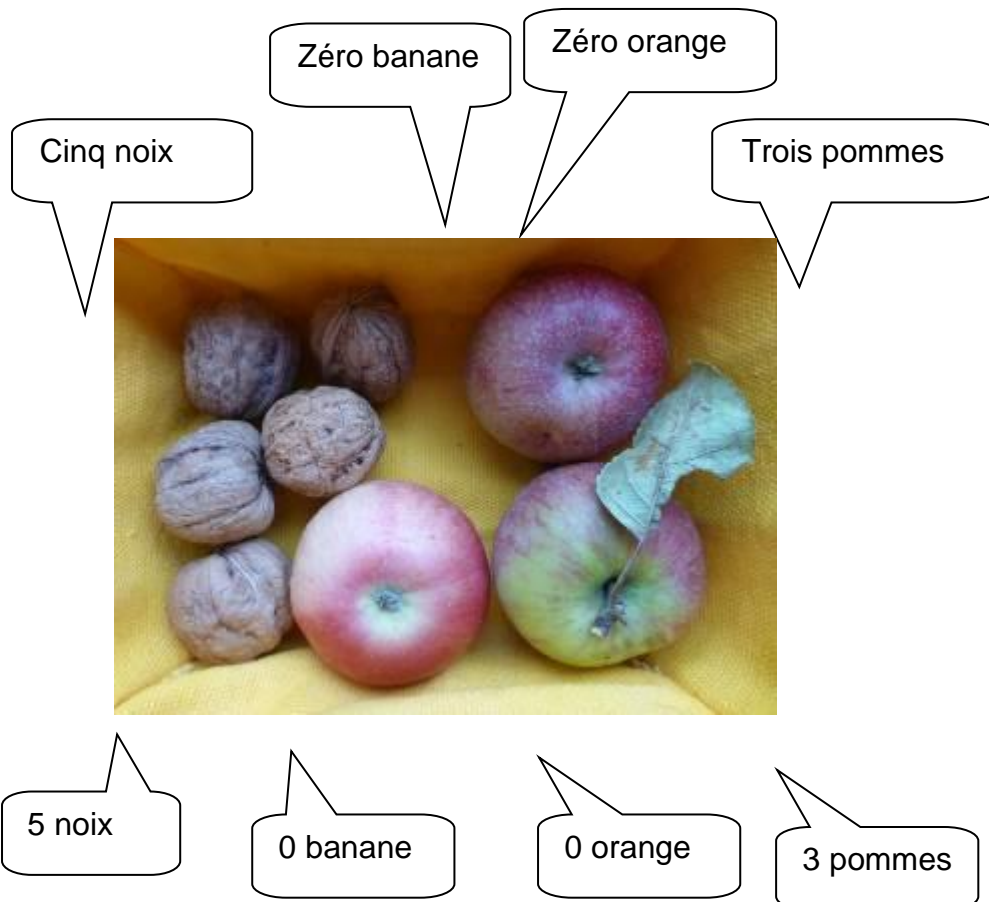 Zéro banane
Zéro orange
Cinq noix
Trois pommes
5 noix
0 banane
0 orange
3 pommes